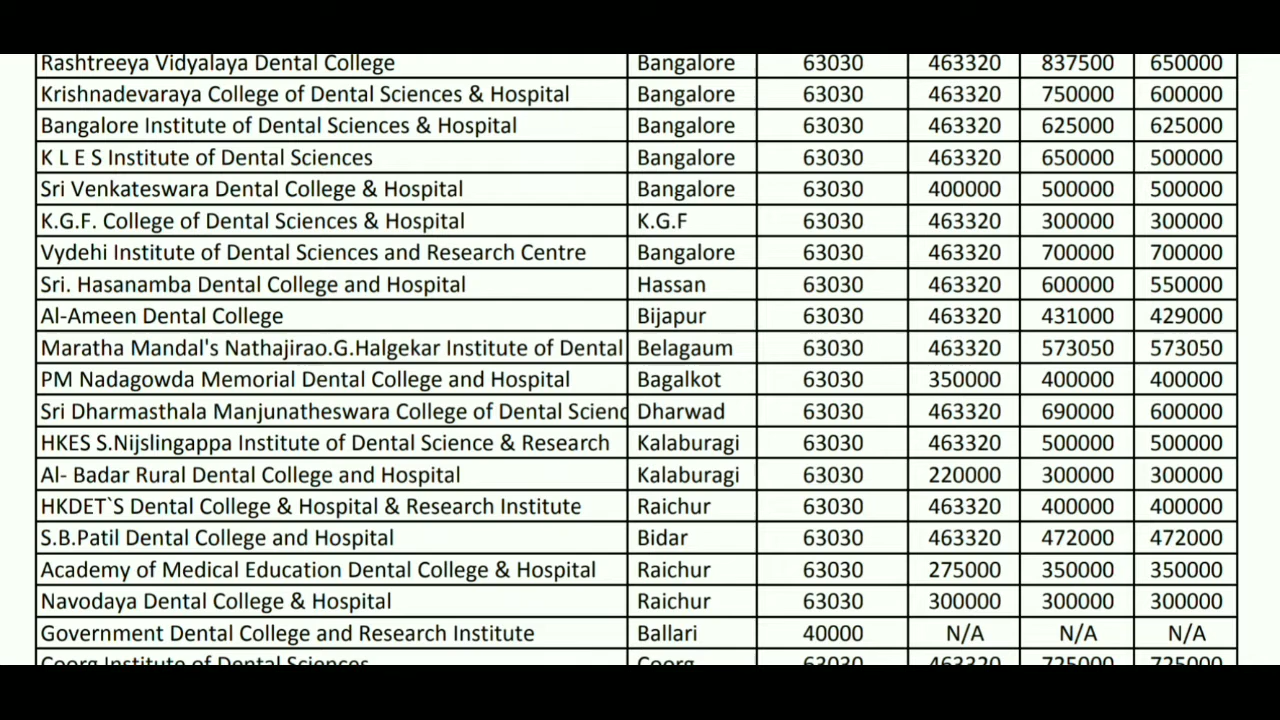 Rashtreeya Vidyalaya Dental College Bangalore 63030 463320 837500 650000
Krishnadevaraya College of Dental Sciences & Hospital Bangalore 63030 463320 750000 600000
Bangalore Institute of Dental Sciences & Hospital Bangalore 63030 463320 625000 625000
K L E S Institute of Dental Sciences Bangalore 63030 463320 650000 500000
Sri Venkateswara Dental College & Hospital Bangalore 63030 400000 500000 500000
K.G.F. College of Dental Sciences & Hospital K.G.F 63030 463320 300000 300000
Vydehi Institute of Dental Sciences and Research Centre Bangalore 63030 463320 700000 700000
Sri. Hasanamba Dental College and Hospital Hassan 63030 463320 600000 550000
Al-Ameen Dental College Bijapur 63030 463320 431000 429000
Maratha Mandal's Nathajirao.G.Halgekar Institute of Dental Belagaum 63030 463320 573050 573050
PM Nadagowda Memorial Dental College and Hospital Bagalkot 63030 350000 400000 400000
Sri Dharmasthala Manjunatheswara College of Dental Scienc Dharwad 63030 463320 690000 600000
HKES S.Nijslingappa Institute of Dental Science & Research Kalaburagi 63030 463320 500000 500000
Al- Badar Rural Dental College and Hospital Kalaburagi 63030 220000 300000 300000
HKDET`S Dental College & Hospital & Research Institute Raichur 63030 463320 400000 400000
S.B.Patil Dental College and Hospital Bidar 63030 463320 472000 472000
Academy of Medical Education Dental College & Hospital Raichur 63030 275000 350000 350000
Navodaya Dental College & Hospital Raichur 63030 300000 300000 300000
Government Dental College and Research Institute Ballari 40000 N/A N/A N/A
Coorg Institute of Dental Sciences Coorg 63030 463320 725000 725000